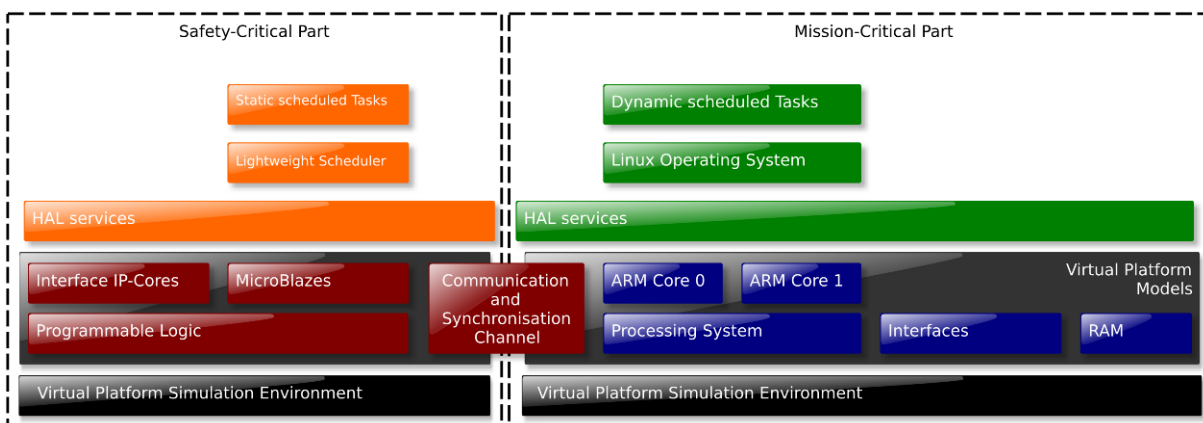 Safety-Critical Part
Mission-Critical Part
Static scheduled Tasks
Dynamic scheduled Tasks
Lightweight Scheduler
Linux Operating System
HAL services
HAL services
Interface IP-Cores
MicroBlazes
Communication
and
Synchronisation
Channel
ARM Core 0
ARM Core 1
Virtual Platform
Models
Programmable Logic
Processing System
Interfaces
RAM
Virtual Platform Simulation Environment
Virtual Platform Simulation Environment